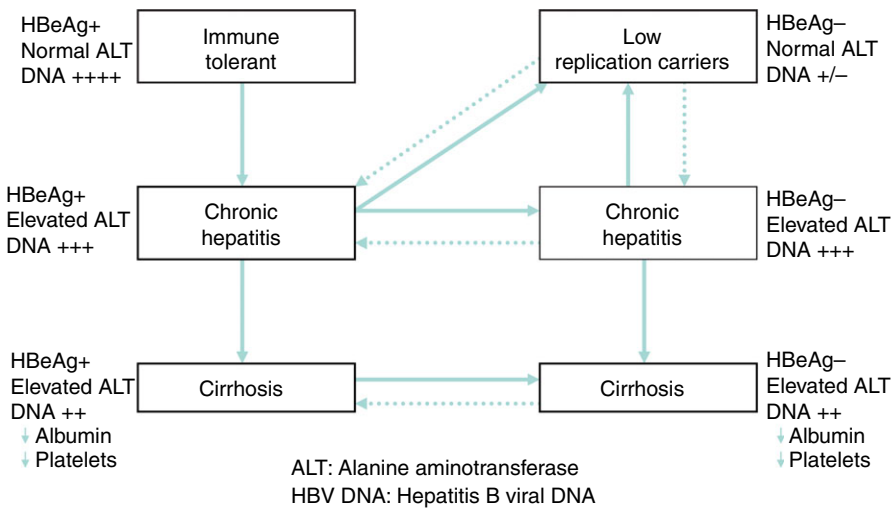 HBeAg+
Normal ALT
DNA ++++
Immune
tolerant
Low
replication carriers
HBeAg–
Normal ALT
DNA +/–
HBeAg+
Elevated ALT
DNA +++
Chronic
hepatitis
Chronic
hepatitis
HBeAg–
Elevated ALT
DNA +++
HBeAg+
Elevated ALT
DNA ++
↓ Albumin
↓ Platelets
Cirrhosis
Cirrhosis
HBeAg–
Elevated ALT
DNA ++
↓ Albumin
↓ Platelets
ALT: Alanine aminotransferase
HBV DNA: Hepatitis B viral DNA